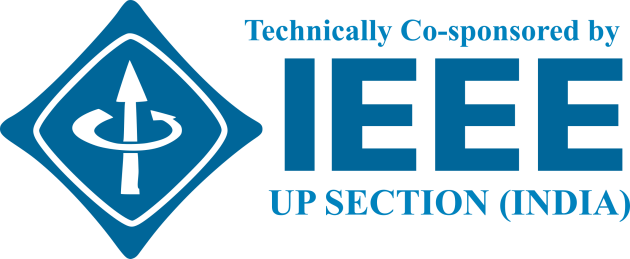 Technically Co-sponsored by
IEEE
UP SECTION (INDIA)